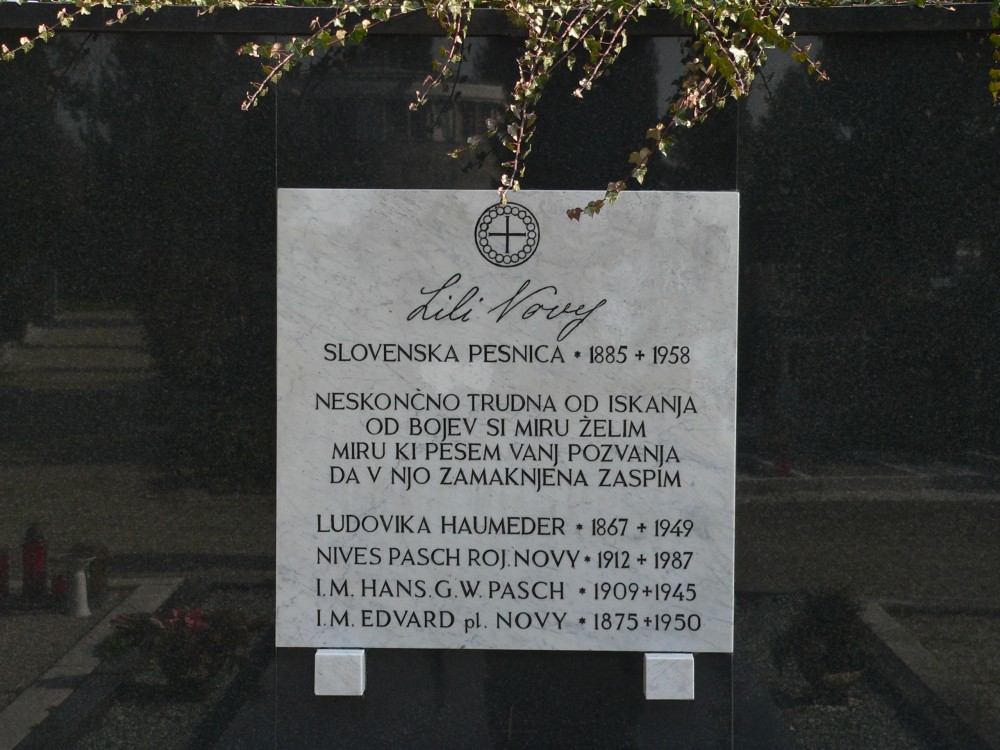 Lili Novy
SLOVENSKA PESNICA * 1885 + 1958
NESKONČNO TRUDNA OD ISKANJA
OD BOJEV SI MIRU ŽELIM
MIRU KI PESEM VANJ POZVANJA
DA V NJO ZAMAKNJENA ZASPIM
LUDOVIKA HAUMEDER * 1867 + 1949
NIVES PASCH ROJ. NOVY * 1912 + 1987
I.M. HANS.G.W. PASCH * 1909+1945
I.M. EDVARD pl. NOVY * 1875+1950